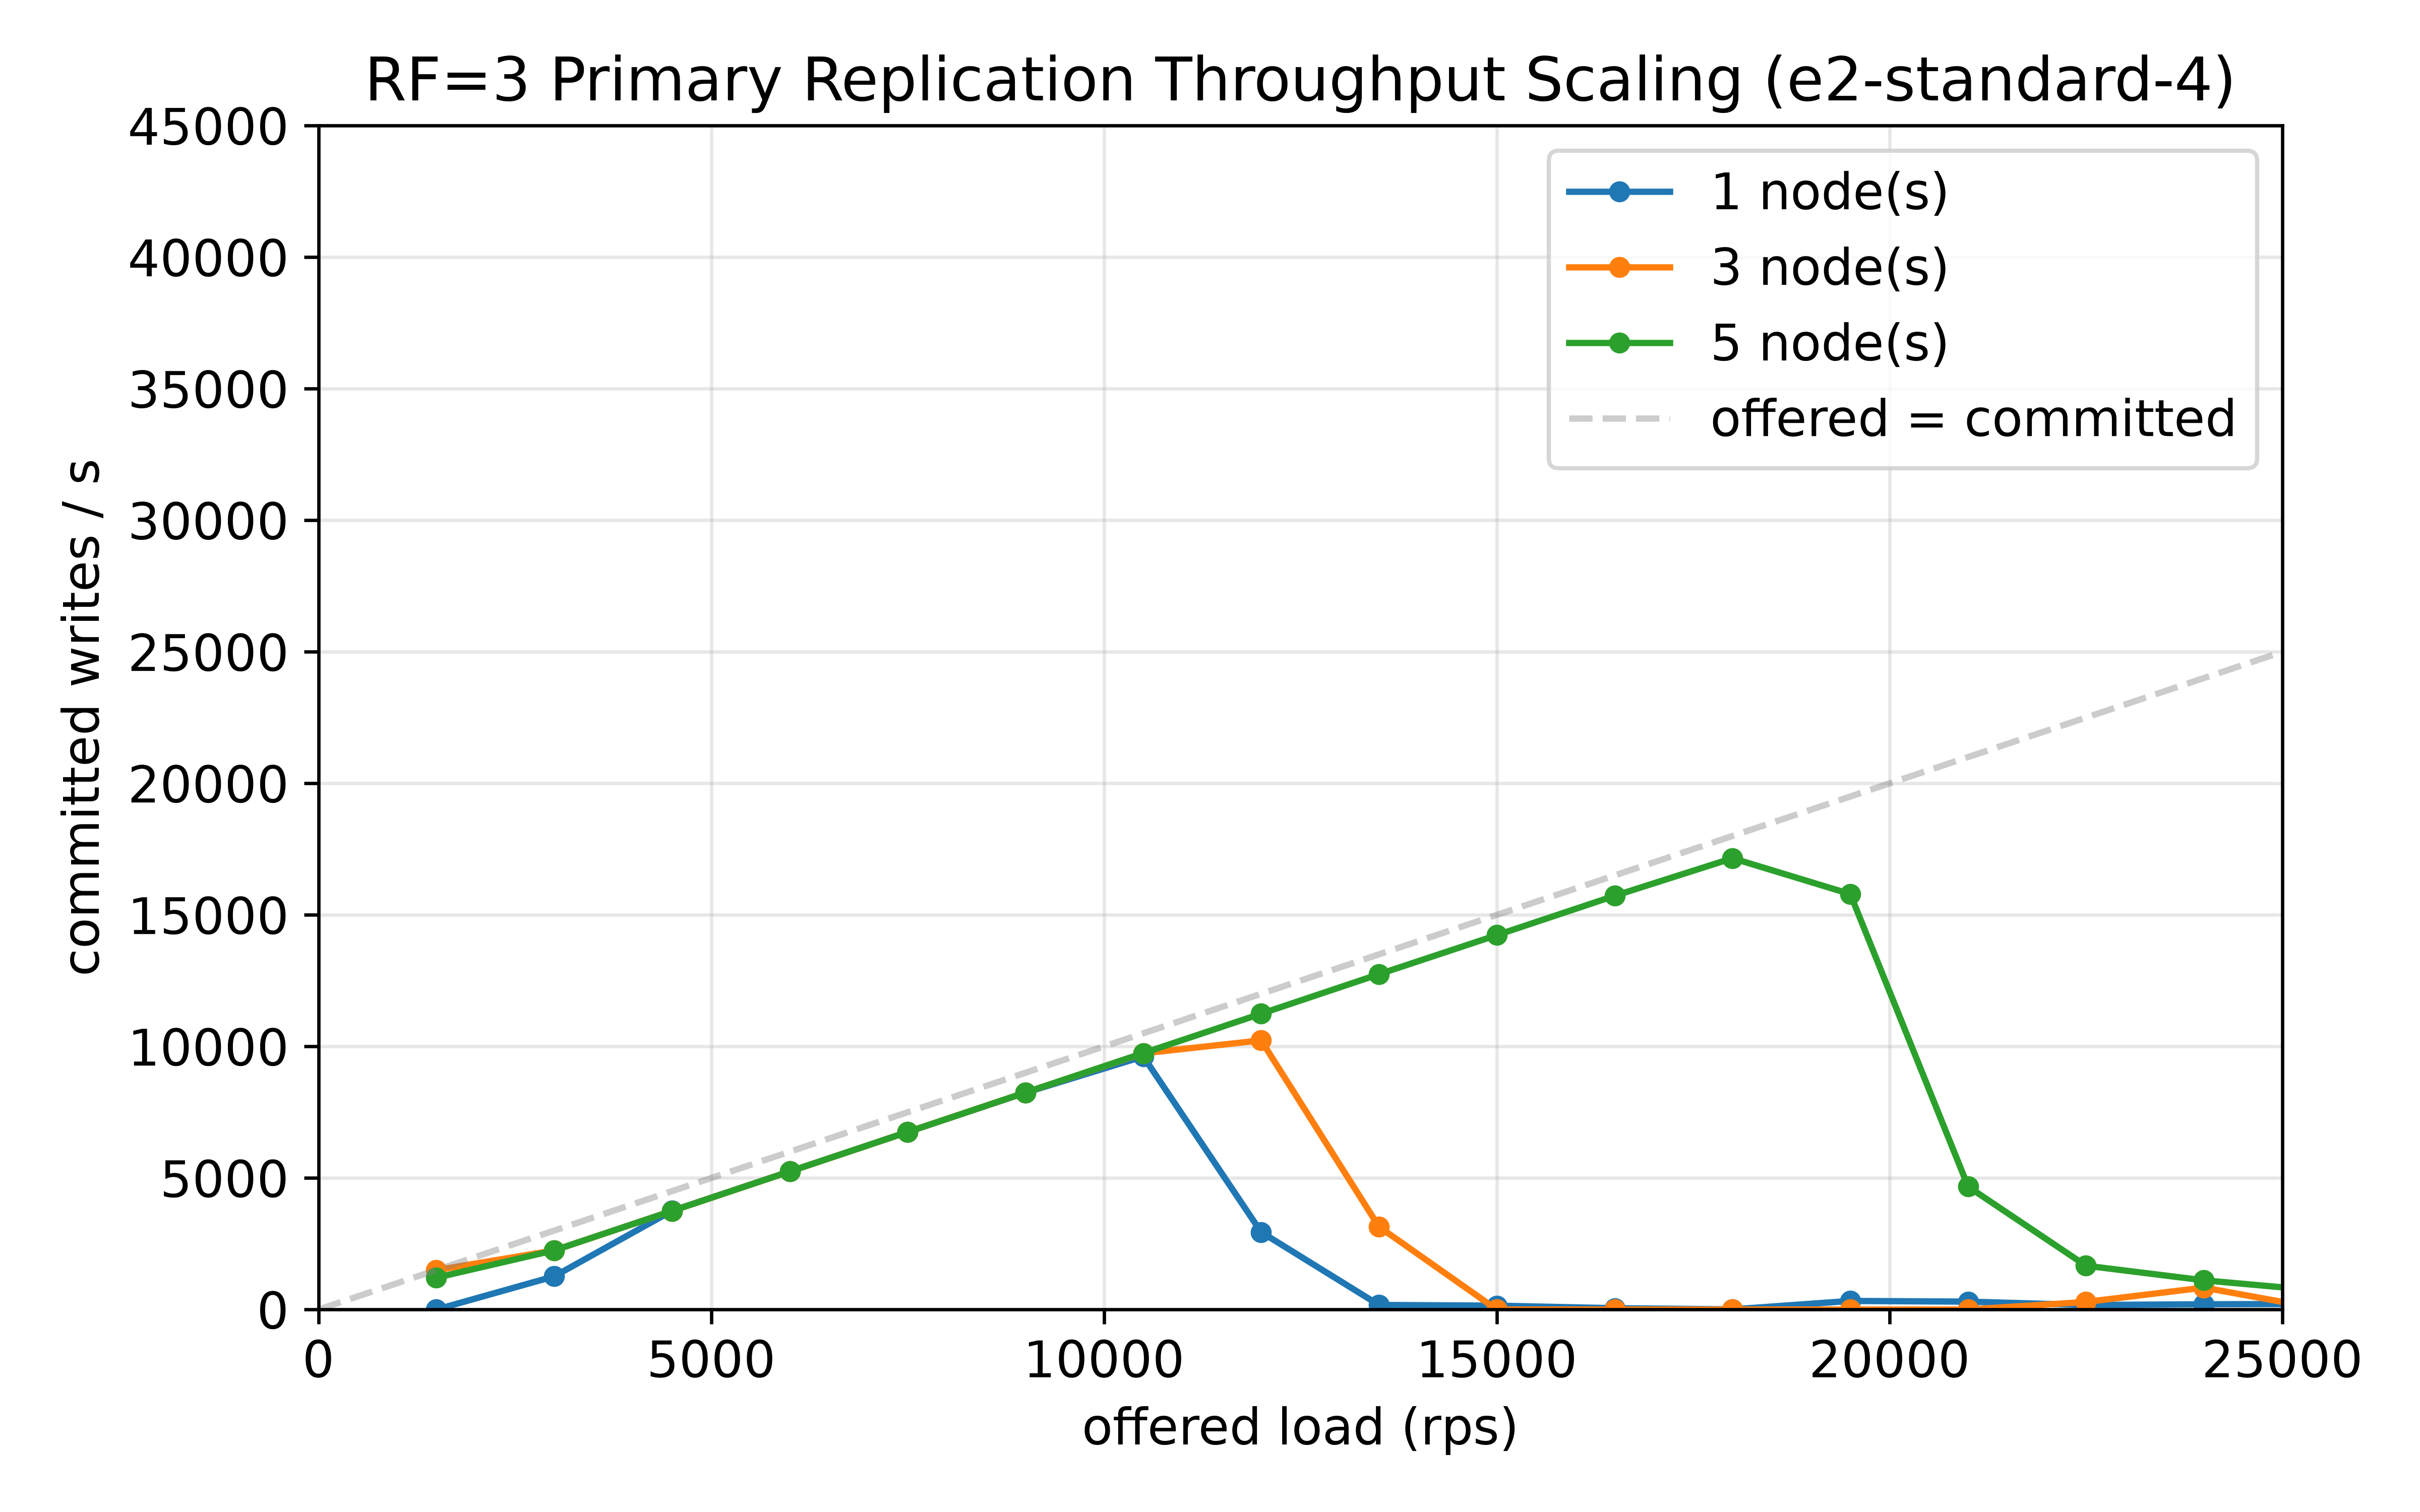 RF=3 Primary Replication Throughput Scaling (e2-standard-4)
45000
40000
35000
30000
25000
20000
15000
10000
5000
0
committed writes / s
1 node(s)
3 node(s)
5 node(s)
offered = committed
0 5000 10000 15000 20000 25000
offered load (rps)